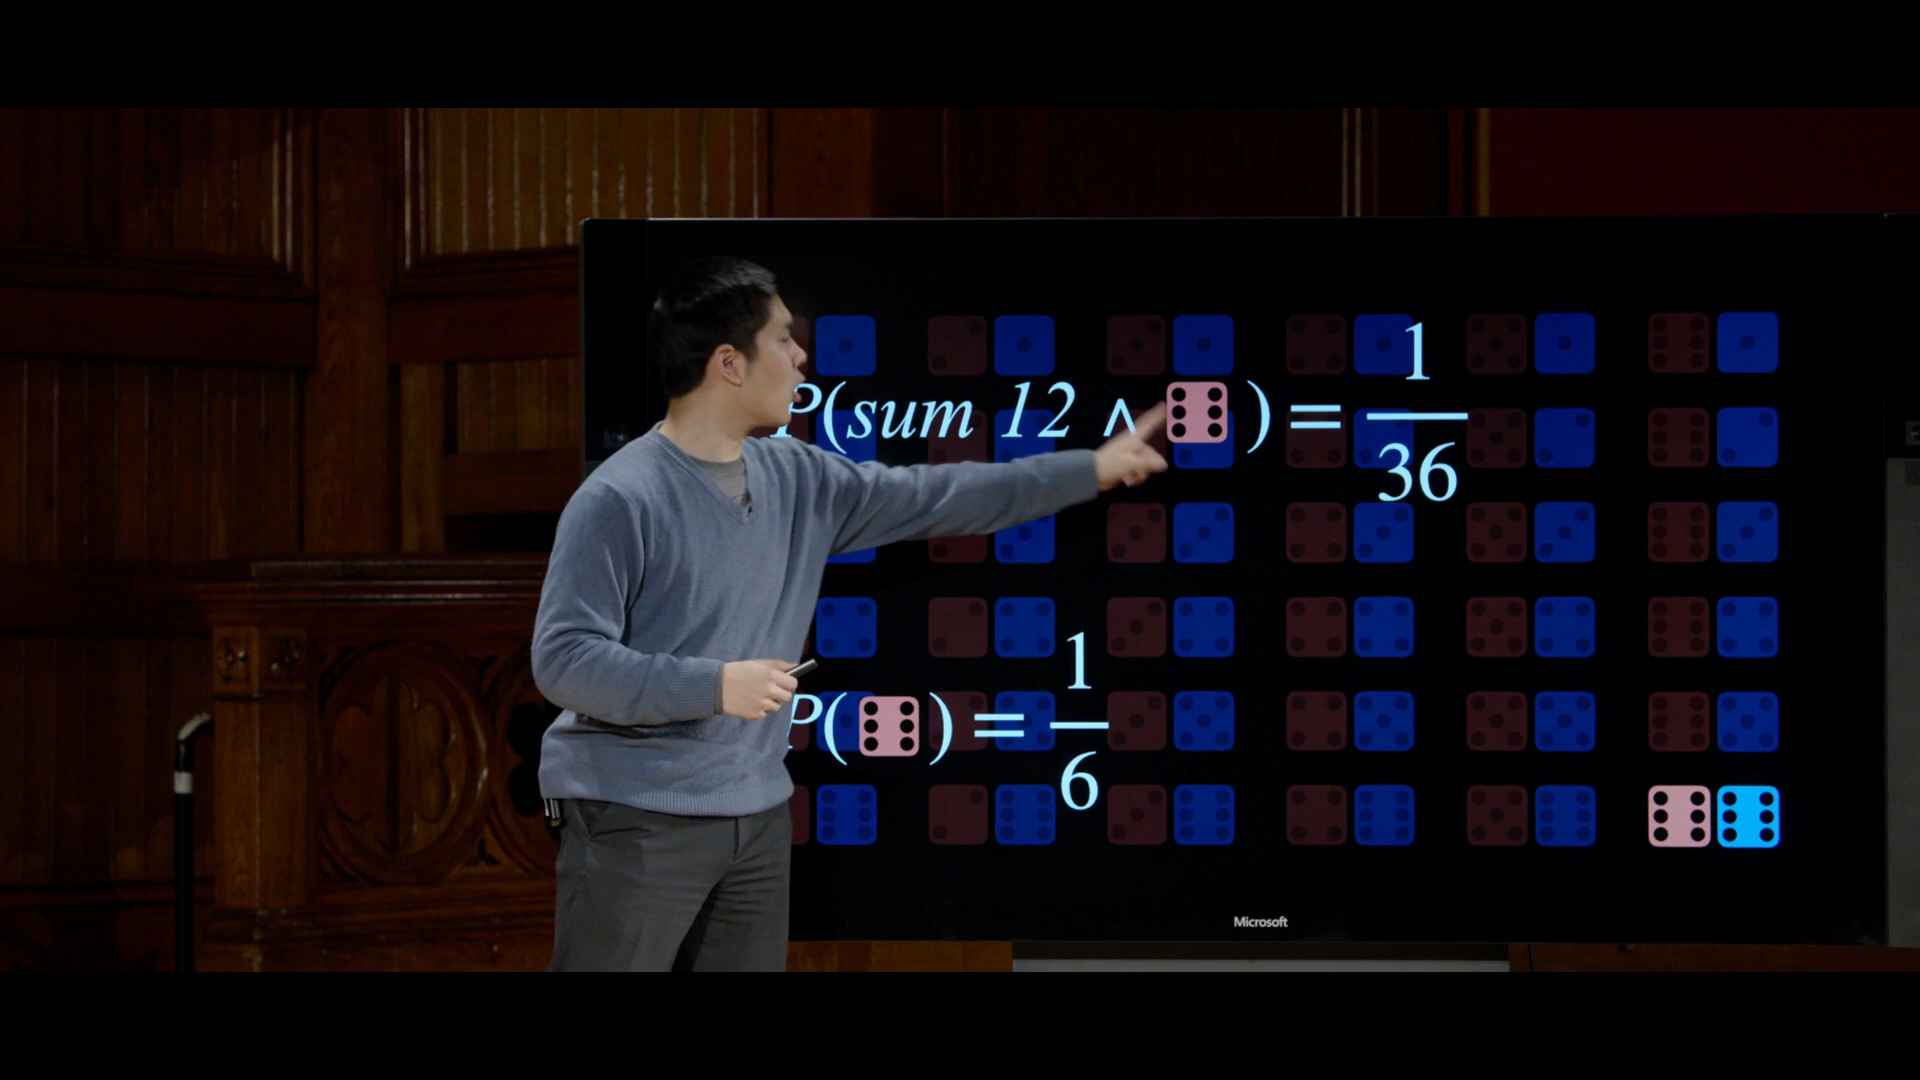 P(sum 12 ∧ ) = 1/36
P( ) = 1/6
Microsoft